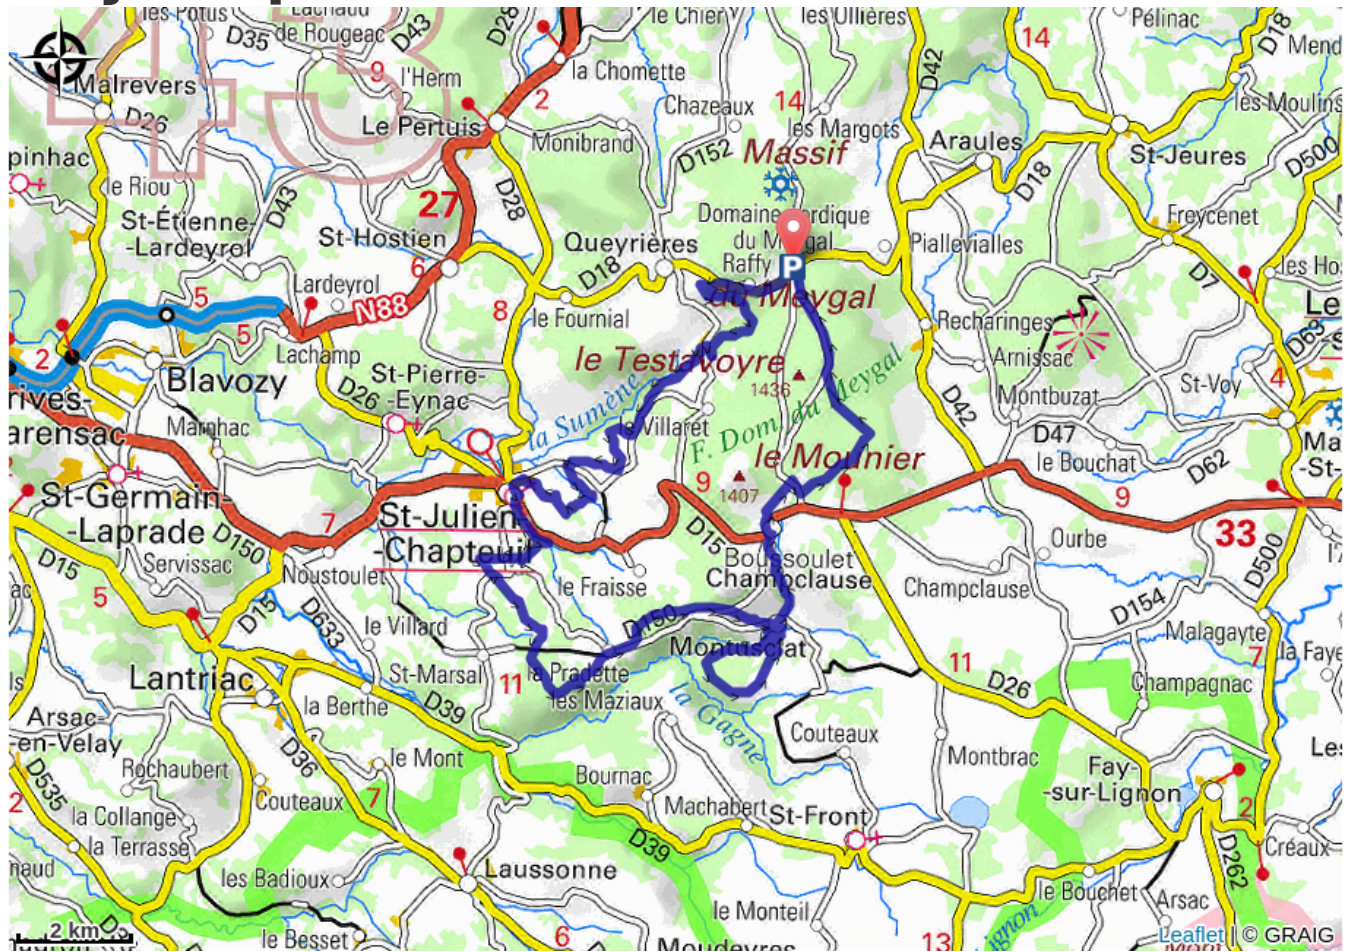 les Potus
Lachaud
de Rougeac
D35
D43
D28
le Chier
les Ollières
14
Pélinac
D18
Mend
Malrevers
9
l'Herm
la Chomette
D42
2
Chazeaux
14
les Moulins
D26
Le Pertuis
Monibrand
les Margots
Araules
St-Jeures
D500
pinhac
le Riou
D43
D152
Massif
D18
27
D28
St-Étienne-
-Lardeyrol
St-Hostien
Queyrières
Domaine
du
Raffy
Piallevialles
Freycenet
6
D18
D7
les Ho
Lardeyrol
du Meygal
5
N88
8
le Fournial
Recharinges
Le
5
2
Lachamp
le Testavoyre
Arnissac
D63
Blavozy
St-Pierre-
-Eynac
1436
St-Voy
4
rives-
D26
la Sumène
F. Dom. du Meygal
Montbuzat
D42
arensac
Marnhac
le Villaret
D47
Ma
le Bouchat
D62
-St-
le Mounier
St-Germain-
-Laprade
9
1407
9
7
St-Julien-
-Chapteuil
D15
33
D150
D15
Servissac
Boussoulet
Ourbe
Noustoulet
le Fraisse
Champclause
Champclause
D500
ac
5
D15
D633
D150
D154
le Villard
Malagayte
Montusclat
7
la Faye
Lantriac
St-Marsal
la Pradette
11
11
D26
Champagnac
la Berthe
les Maziaux
D39
la Gagne
Arsac-
-en-Velay
Couteaux
Montbrac
Les
Rochaubert
D36
le Mont
Bournac
Fay-
-sur-Lignon
D535
Couteaux
7
2
Machabert
St-Front
2
la Collange
la Terrasse
D39
Créaux
D262
naud
Laussonne
les Badioux
le Bouchet
Arsac
le Monteil
Lignon
2 km
le Besset
6
Moudeyres
13
Leaflet | © GRAIG